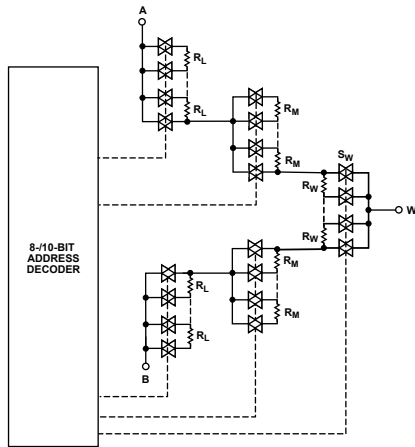 A
RL
RL
RM
RM
SW
RW
RW
W
8-/10-BIT
ADDRESS
DECODER
RM
RM
RL
RL
B